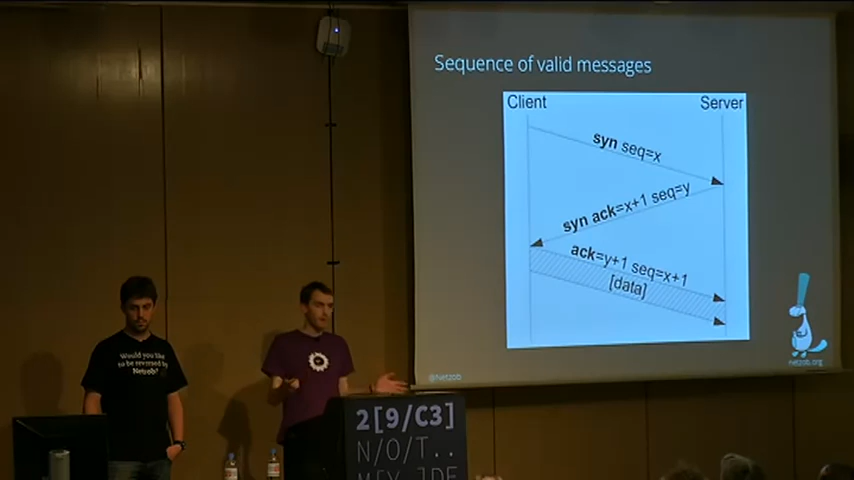 Sequence of valid messages
Client
Server
syn seq=x
syn ack=x+1 seq=y
ack=y+1 seq=x+1
[data]
Would you like
to be reversed by
Netzob?
@Netzob
netzob.org
2[9/C3]
N/O/T..
M/Y